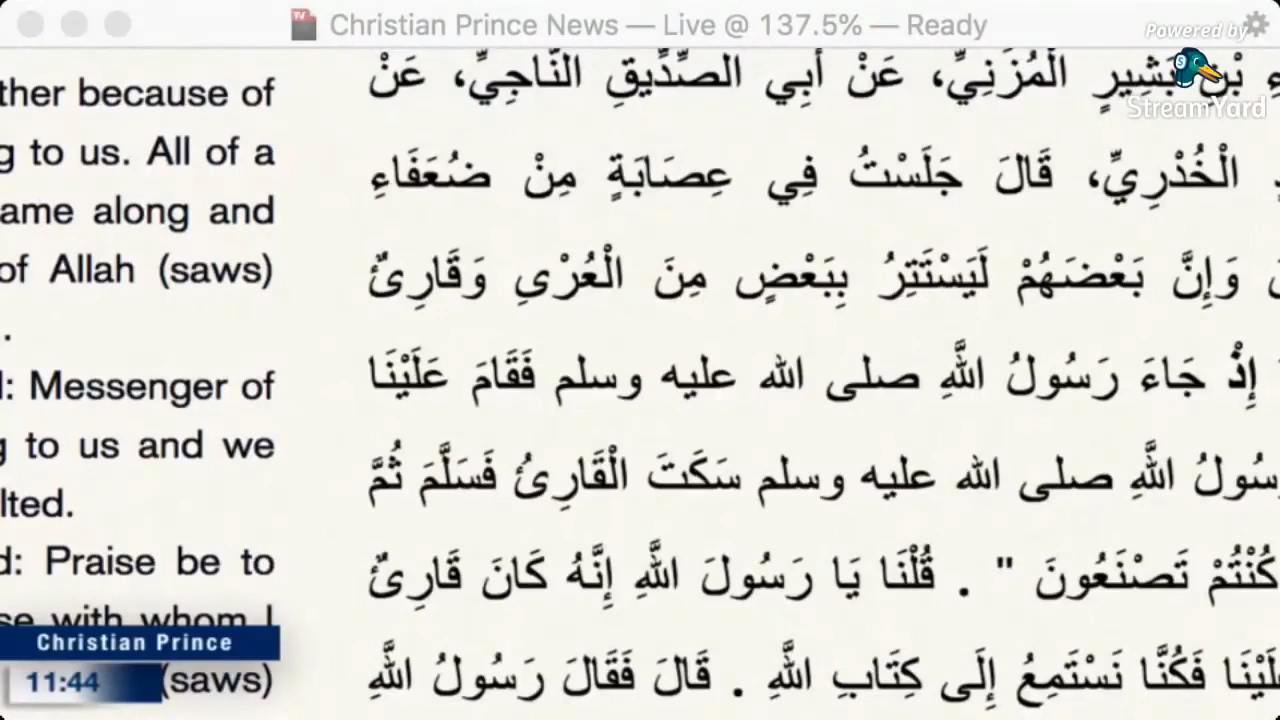 Christian Prince News — Live @ 137.5% — Ready
Powered by
StreamYard
ther because of
g to us. All of a
ame along and
of Allah (saws)
.
: Messenger of
g to us and we
lted.
d: Praise be to
se with whom I
(saws)
بْنِ بَشِيرٍ الْمُزَنِيِّ، عَنْ أَبِي الصِّدِّيقِ النَّاجِيِّ، عَنْ
الْخُدْرِيِّ، قَالَ جَلَسْتُ فِي عِصَابَةٍ مِنْ ضُعَفَاءِ
وَإِنَّ بَعْضَهُمْ لَيَسْتَتِرُ بِبَعْضٍ مِنَ الْعُرْىِ وَقَارِئٌ
إِذْ جَاءَ رَسُولُ اللَّهِ صلى الله عليه وسلم فَقَامَ عَلَيْنَا
سُولُ اللَّهِ صلى الله عليه وسلم سَكَتَ الْقَارِئُ فَسَلَّمَ ثُمَّ
كُنْتُمْ تَصْنَعُونَ " . قُلْنَا يَا رَسُولَ اللَّهِ إِنَّهُ كَانَ قَارِئٌ
لَيْنَا فَكُنَّا نَسْتَمِعُ إِلَى كِتَابِ اللَّهِ . قَالَ فَقَالَ رَسُولُ اللَّهِ
Christian Prince
11:44